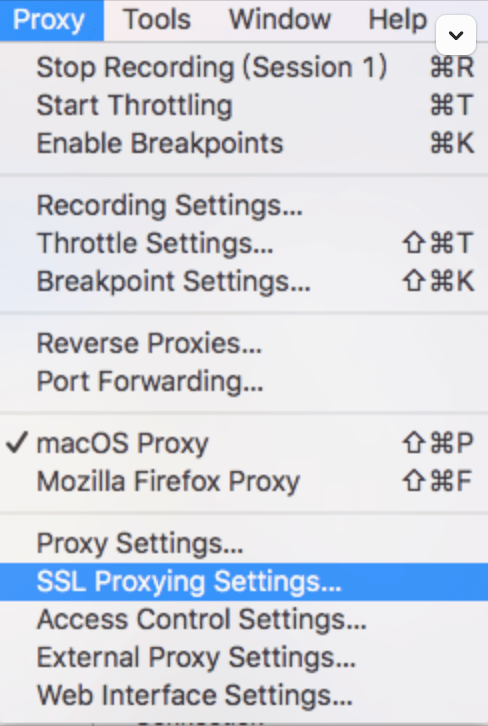 Proxy Tools Window Help
Stop Recording (Session 1) ⌘R
Start Throttling ⌘T
Enable Breakpoints ⌘K
Recording Settings...
Throttle Settings... ⇧⌘T
Breakpoint Settings... ⇧⌘K
Reverse Proxies...
Port Forwarding...
✓ macOS Proxy ⇧⌘P
Mozilla Firefox Proxy ⇧⌘F
Proxy Settings...
SSL Proxying Settings...
Access Control Settings...
External Proxy Settings...
Web Interface Settings...